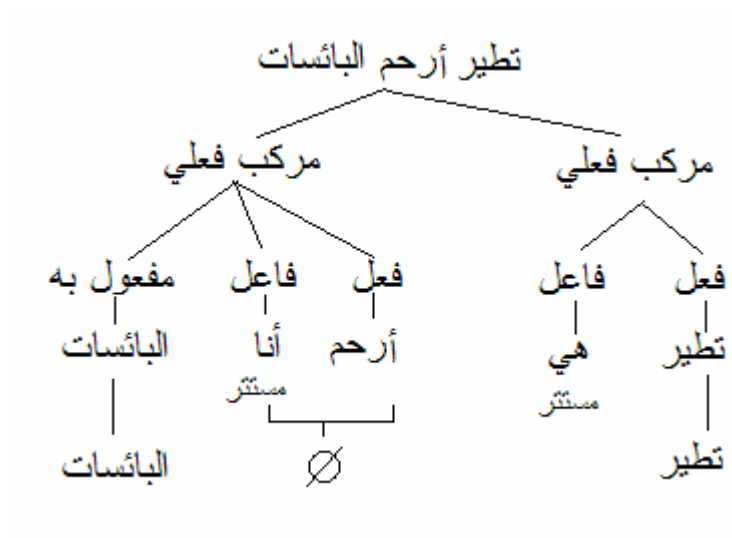 تطير أرحم البائسات
مركب فعلي مركب فعلي
فعل فاعل فعل فاعل مفعول به
تطير هي أرحم أنا البائسات
مستتر مستتر
تطير ∅ البائسات